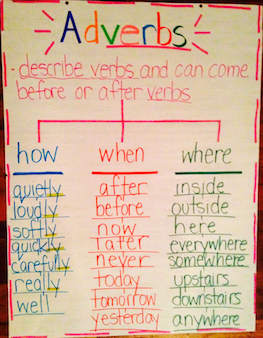 Adverbs
- describe verbs and can come
before or after verbs
how when where
quietly after inside
loudly before outside
softly now here
quickly later everywhere
carefully never somewhere
really today upstairs
well tomorrow downstairs
yesterday anywhere